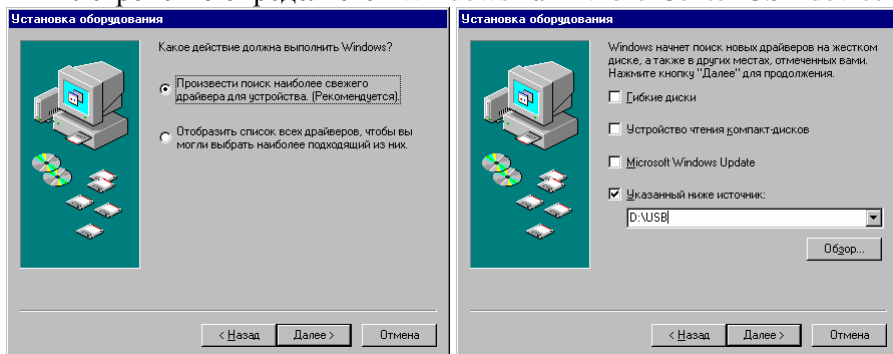 Установка оборудования
Какое действие должна выполнить Windows?
Произвести поиск наиболее свежего
драйвера для устройства. (Рекомендуется).
Отобразить список всех драйверов, чтобы вы
могли выбрать наиболее подходящий из них.
< Назад
Далее >
Отмена
Установка оборудования
Windows начнет поиск новых драйверов на жестком
диске, а также в других местах, отмеченных вами.
Нажмите кнопку "Далее" для продолжения.
Гибкие диски
Устройство чтения компакт-дисков
Microsoft Windows Update
Указанный ниже источник:
D:\USB
Обзор...
< Назад
Далее >
Отмена